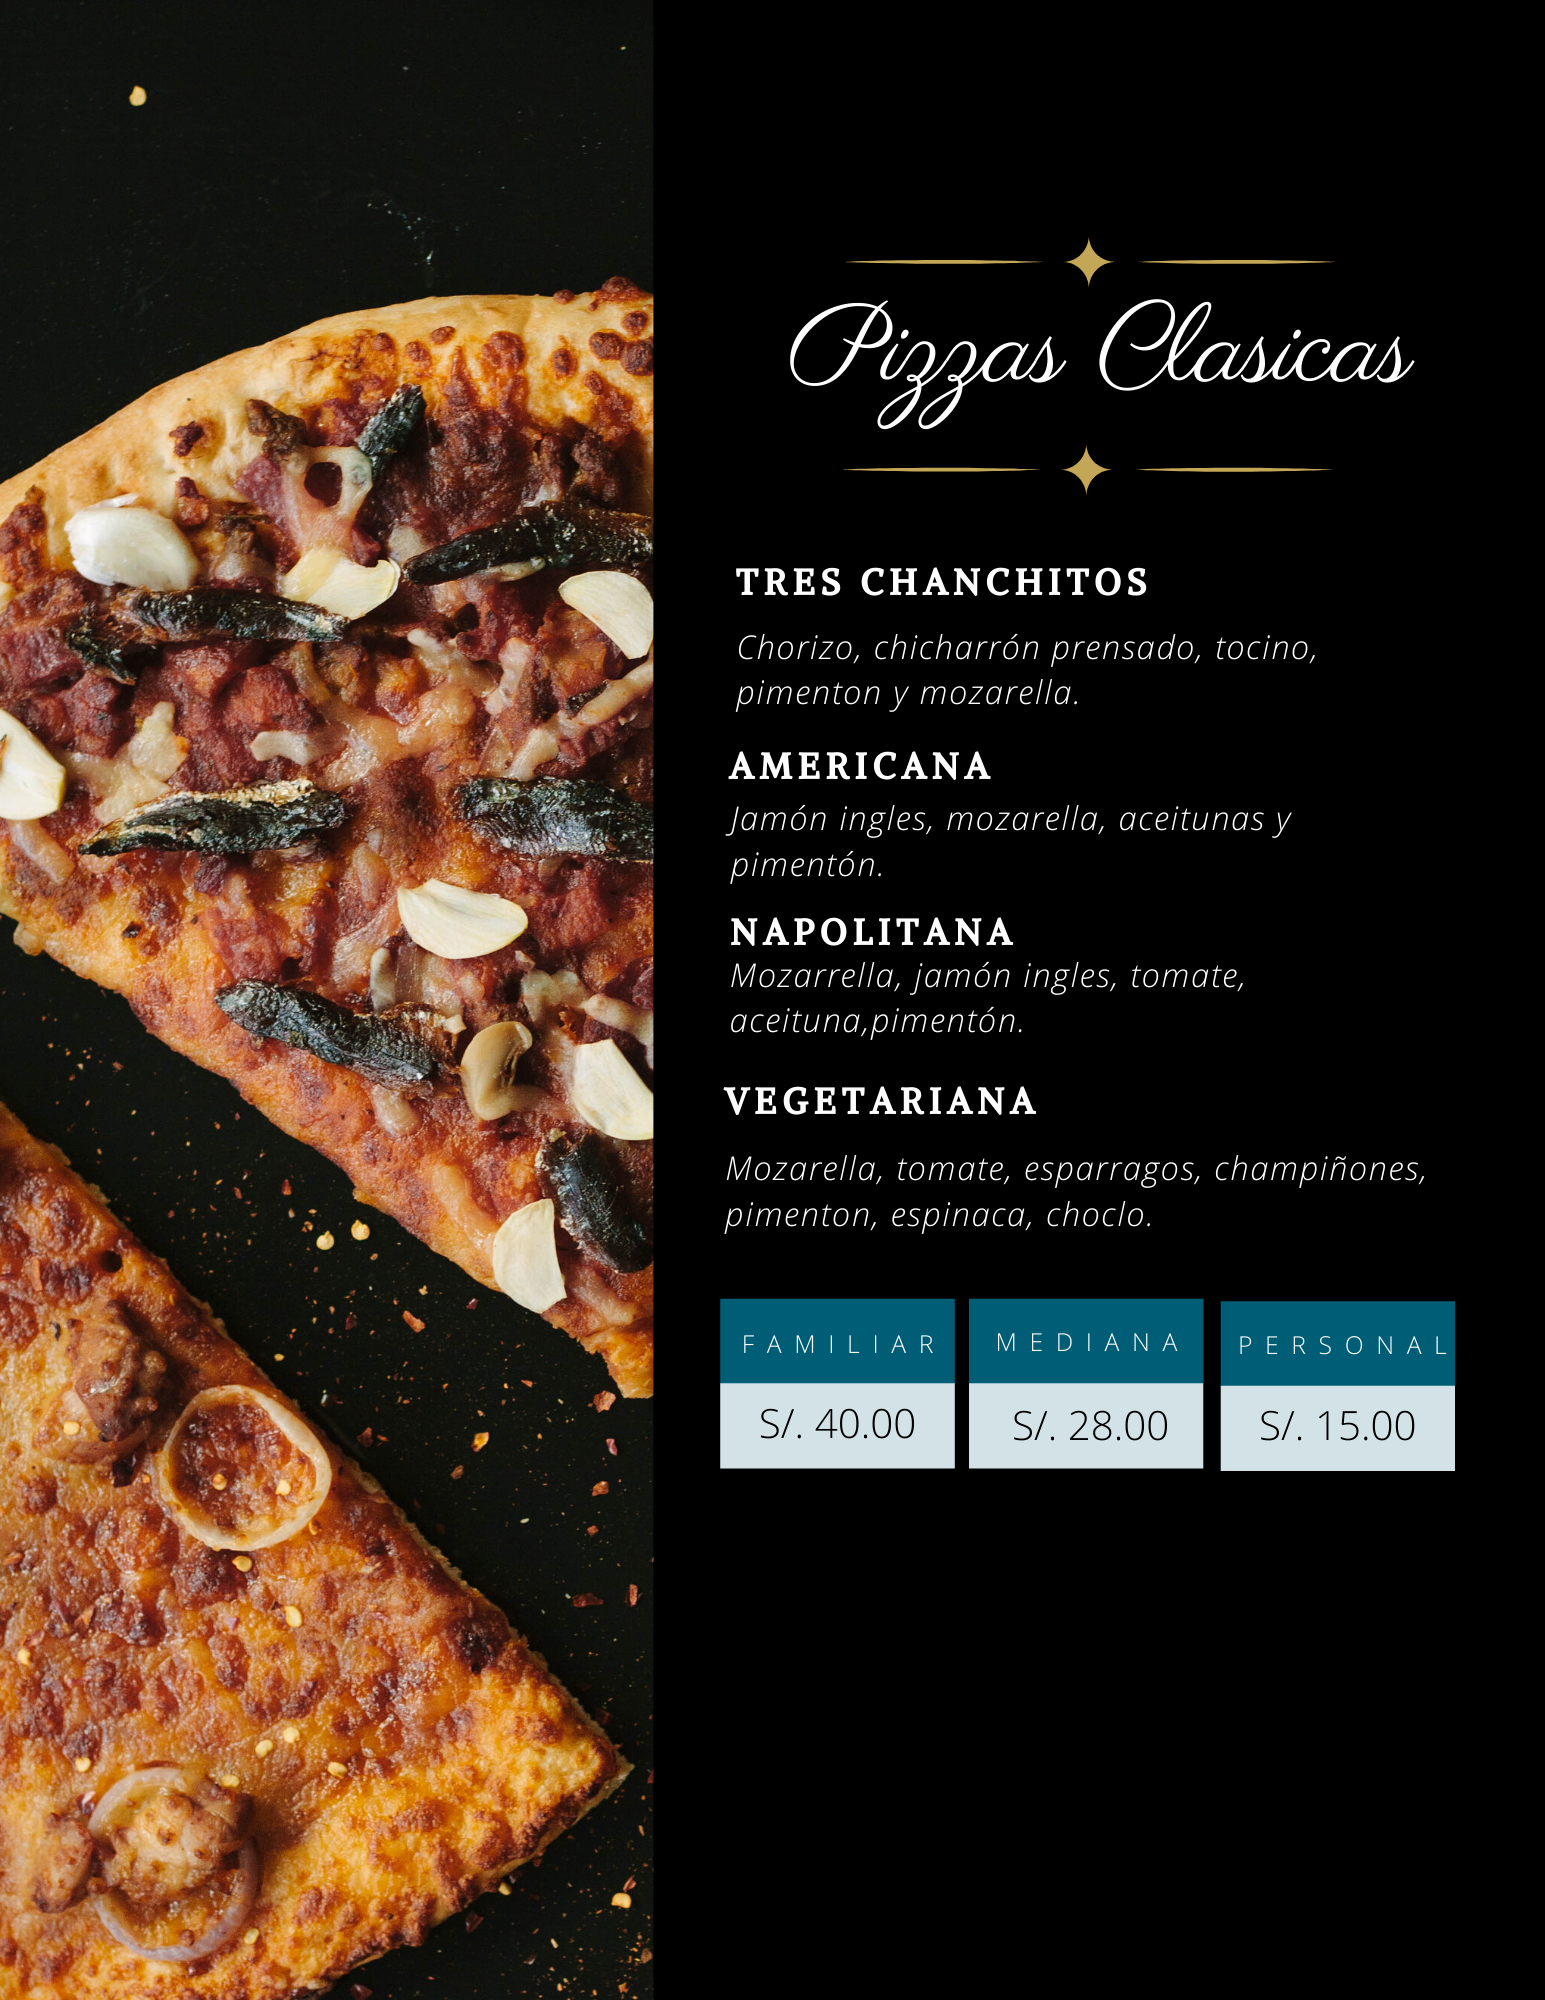 Pizzas Clasicas
TRES CHANCHITOS
Chorizo, chicharrón prensado, tocino,
pimenton y mozarella.
AMERICANA
Jamón ingles, mozarella, aceitunas y
pimentón.
NAPOLITANA
Mozarrella, jamón ingles, tomate,
aceituna,pimentón.
VEGETARIANA
Mozarella, tomate, esparragos, champiñones,
pimenton, espinaca, choclo.
FAMILIAR MEDIANA PERSONAL
S/. 40.00 S/. 28.00 S/. 15.00